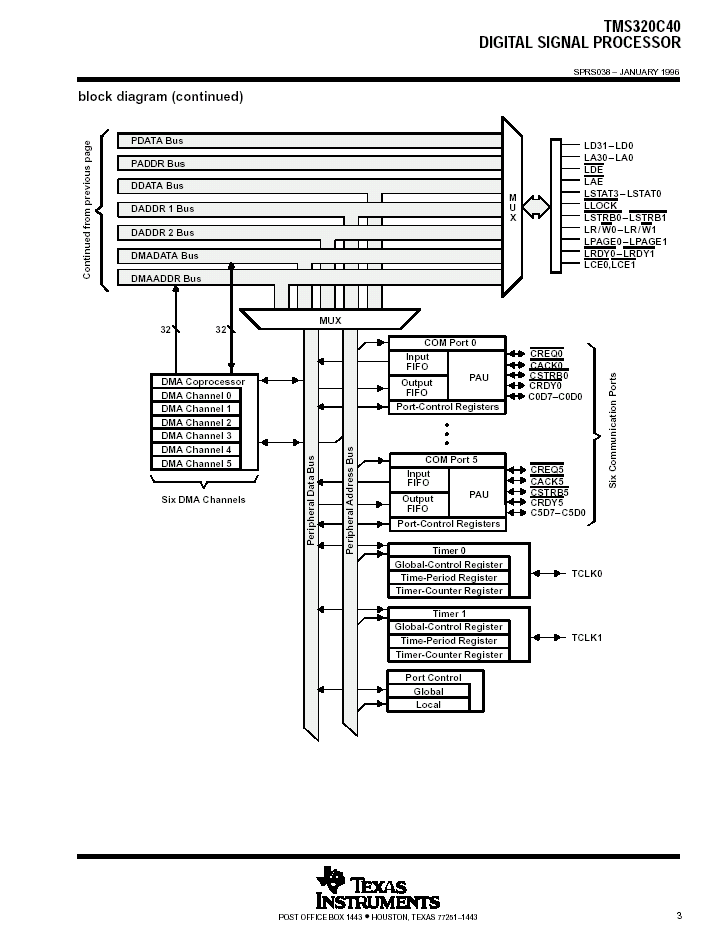 TMS320C40
DIGITAL SIGNAL PROCESSOR
SPRS038 – JANUARY 1996
block diagram (continued)
Continued from previous page
PDATA Bus
PADDR Bus
DDATA Bus
DADDR 1 Bus
DADDR 2 Bus
DMADATA Bus
DMAADDR Bus
MUX
LD31–LD0
LA30–LA0
LDE
LAE
LSTAT3–LSTAT0
LLOCK
LSTRB0–LSTRB1
LR/W0–LR/W1
LPAGE0–LPAGE1
LRDY0–LRDY1
LCE0,LCE1
MUX
32
32
DMA Coprocessor
DMA Channel 0
DMA Channel 1
DMA Channel 2
DMA Channel 3
DMA Channel 4
DMA Channel 5
Six DMA Channels
Peripheral Data Bus
Peripheral Address Bus
COM Port 0
Input
FIFO
Output
FIFO
PAU
Port-Control Registers
CREQ0
CACK0
CSTRB0
CRDY0
C0D7–C0D0
COM Port 5
Input
FIFO
Output
FIFO
PAU
Port-Control Registers
CREQ5
CACK5
CSTRB5
CRDY5
C5D7–C5D0
Six Communication Ports
Timer 0
Global-Control Register
Time-Period Register
Timer-Counter Register
TCLK0
Timer 1
Global-Control Register
Time-Period Register
Timer-Counter Register
TCLK1
Port Control
Global
Local
TEXAS
INSTRUMENTS
POST OFFICE BOX 1443 • HOUSTON, TEXAS 77251–1443
3